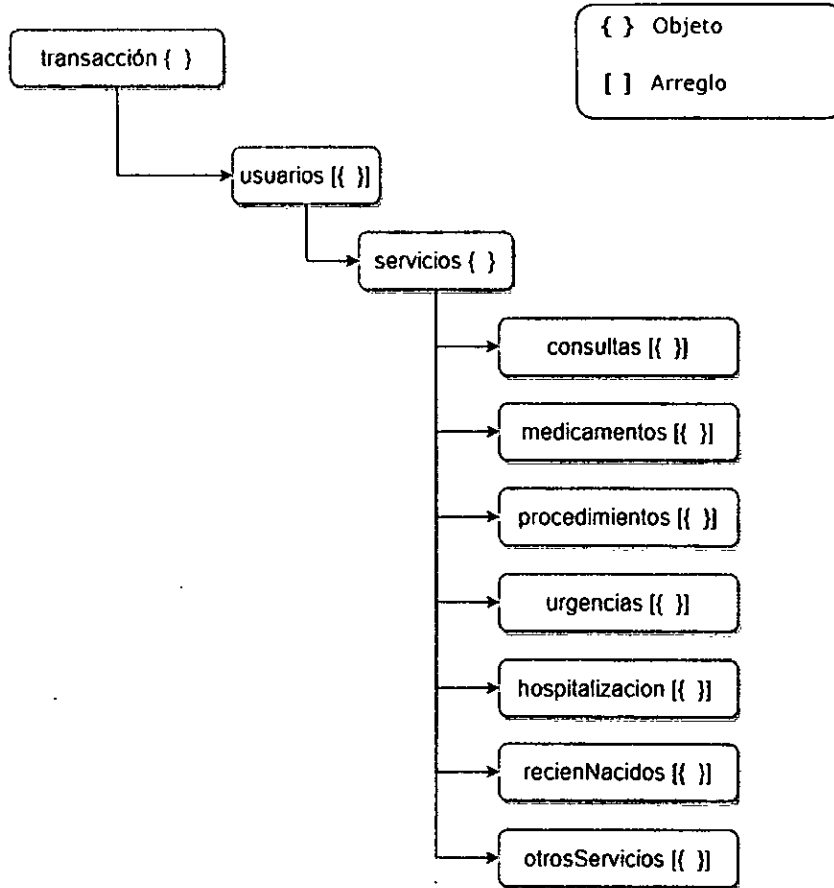 { } Objeto
[ ] Arreglo
transacción { }
usuarios [{ }]
servicios { }
consultas [{ }]
medicamentos [{ }]
procedimientos [{ }]
urgencias [{ }]
hospitalizacion [{ }]
recienNacidos [{ }]
otrosServicios [{ }]